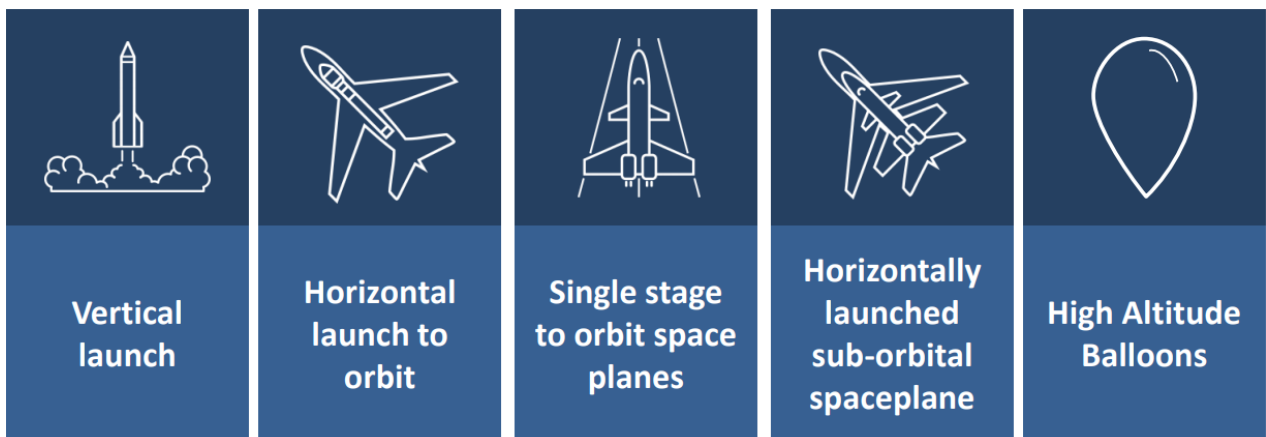 Vertical
launch
Horizontal
launch to
orbit
Single stage
to orbit space
planes
Horizontally
launched
sub-orbital
spaceplane
High Altitude
Balloons